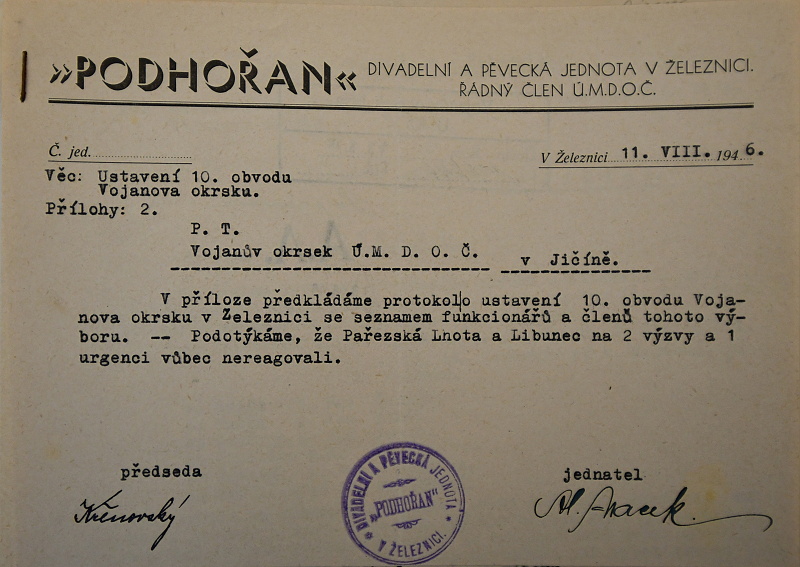 »PODHOŘAN« DIVADELNÍ A PĚVECKÁ JEDNOTA V ŽELEZNICI.
ŘÁDNÝ ČLEN Ú.M.D.O.Č.
Č. jed.
V Železnici 11. VIII. 1946.
Věc: Ustavení 10. obvodu
Vojanova okrsku.
Přílohy: 2.
P. T.
Vojanův okrsek Ú.M. D. O. Č.
v Jičíně.
V příloze předkládáme protokolo ustavení 10. obvodu Voja-
nova okrsku v Železnici se seznamem funkcionářů a členů tohoto vý-
boru. -- Podotýkáme, že Pařezská Lhota a Libunec na 2 výzvy a 1
urgenci vůbec nereagovali.
předseda
jednatel
Křenovský
DIVADELNÍ A PĚVECKÁ JEDNOTA
„PODHOŘAN"
V ŽELEZNICI.